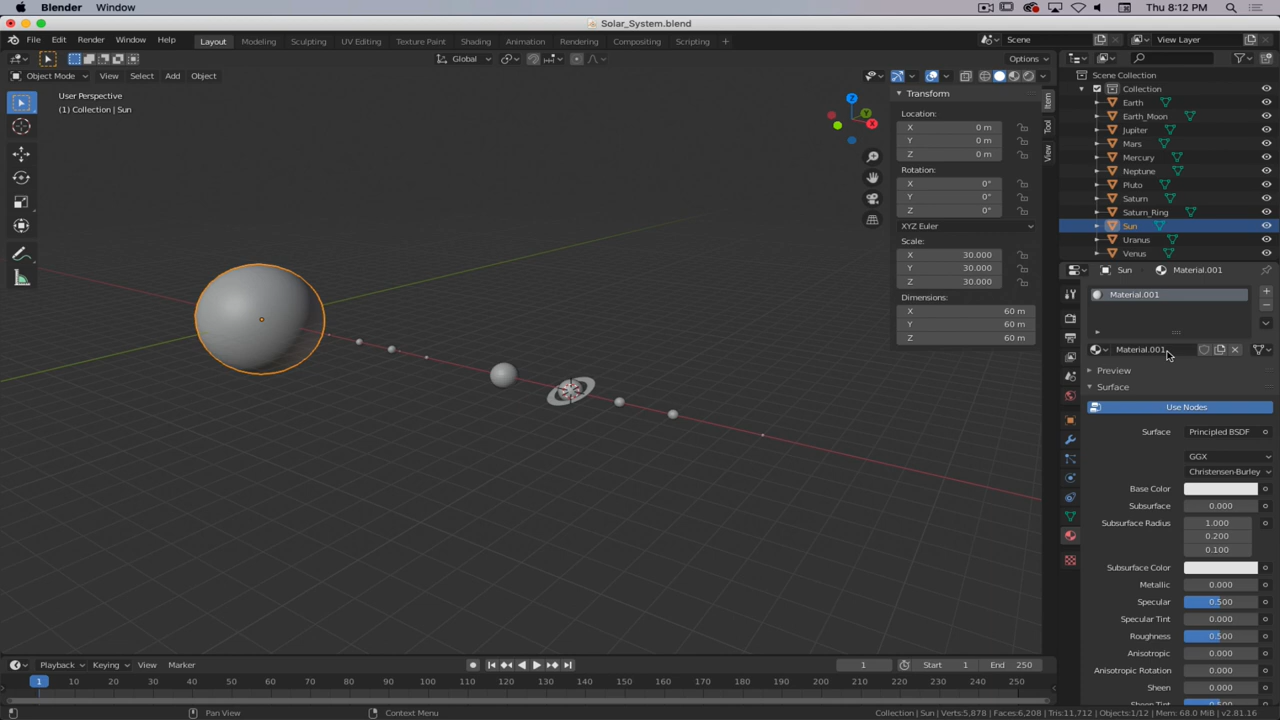 Blender Window
Thu 8:12 PM
Solar_System.blend
File Edit Render Window Help
Layout Modeling Sculpting UV Editing Texture Paint Shading Animation Rendering Compositing Scripting +
Scene
View Layer
Global
Options
Object Mode View Select Add Object
User Perspective
(1) Collection | Sun
Z
Y
X
Transform
Location:
X 0 m
Y 0 m
Z 0 m
Rotation:
X 0°
Y 0°
Z 0°
XYZ Euler
Scale:
X 30.000
Y 30.000
Z 30.000
Dimensions:
X 60 m
Y 60 m
Z 60 m
Item
Tool
View
Scene Collection
Collection
Earth
Earth_Moon
Jupiter
Mars
Mercury
Neptune
Pluto
Saturn
Saturn_Ring
Sun
Uranus
Venus
Sun Material.001
Material.001
Material.001
Preview
Surface
Use Nodes
Surface Principled BSDF
GGX
Christensen-Burley
Base Color
Subsurface 0.000
Subsurface Radius 1.000
0.200
0.100
Subsurface Color
Metallic 0.000
Specular 0.500
Specular Tint 0.000
Roughness 0.500
Anisotropic 0.000
Anisotropic Rotation 0.000
Sheen 0.000
Sheen Tint 0.500
Playback Keying View Marker
1 Start 1 End 250
1 10 20 30 40 50 60 70 80 90 100 110 120 130 140 150 160 170 180 190 200 210 220 230 240 250
Select Pan View Context Menu
Collection | Sun | Verts:5,878 | Faces:6,208 | Tris:11,712 | Objects:1/12 | Mem: 68.0 MiB | v2.81.16